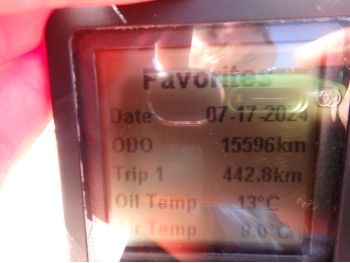 Favorites
Date 07-17-2024
ODO 15596km
Trip 1 442.8km
Oil Temp 13°C
Temp °C